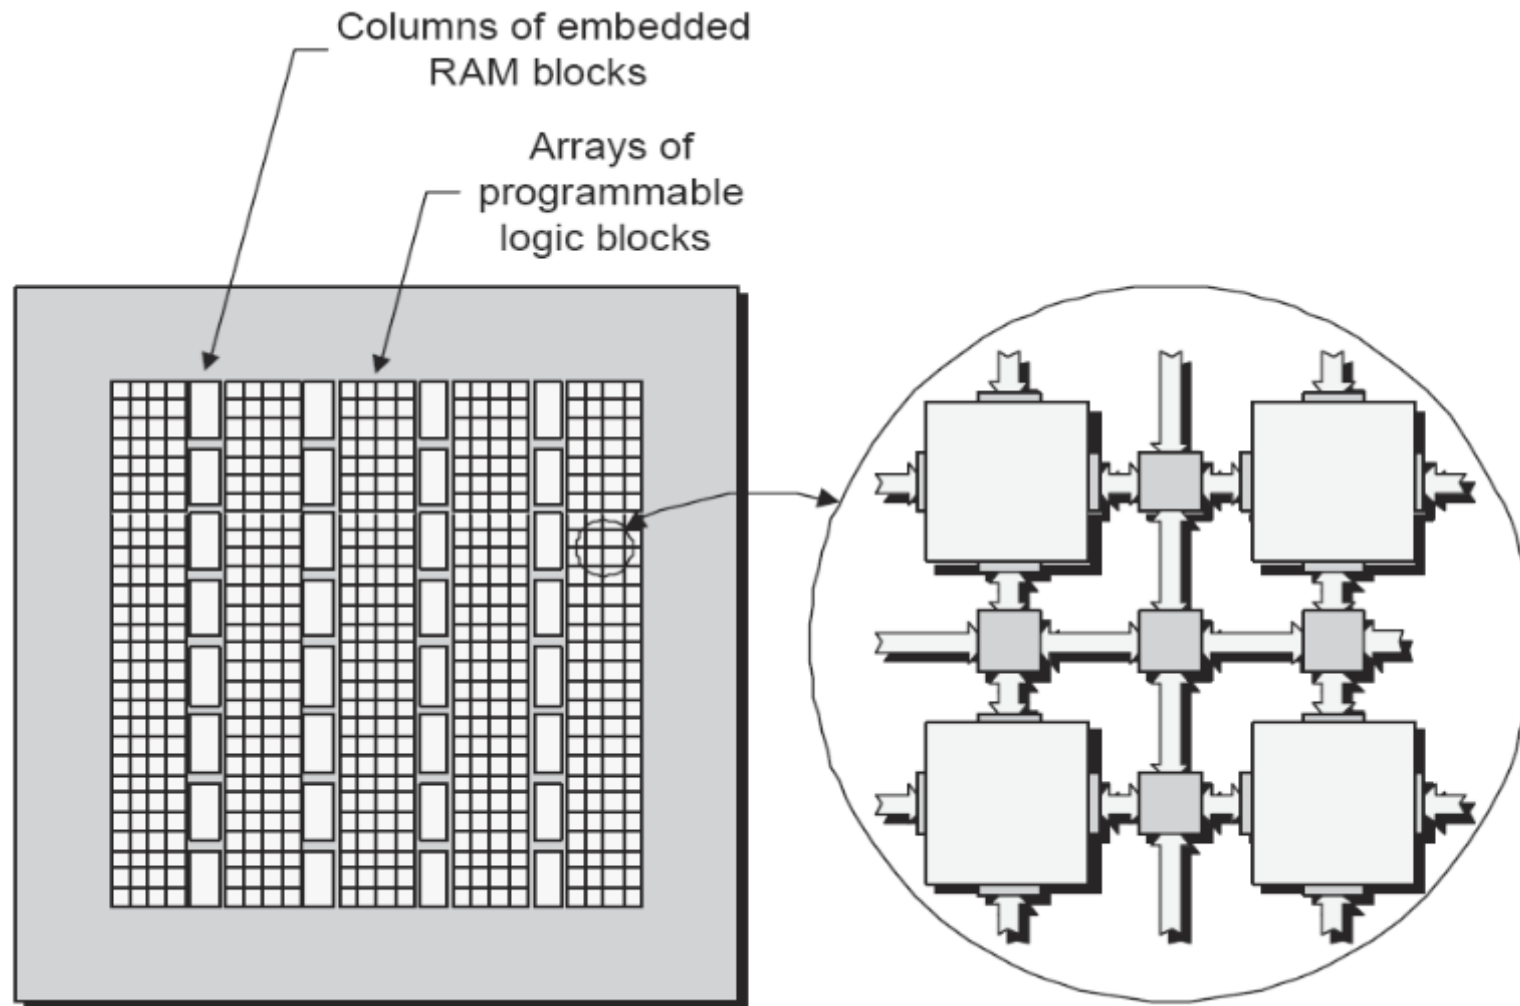 Columns of embedded
RAM blocks
Arrays of
programmable
logic blocks